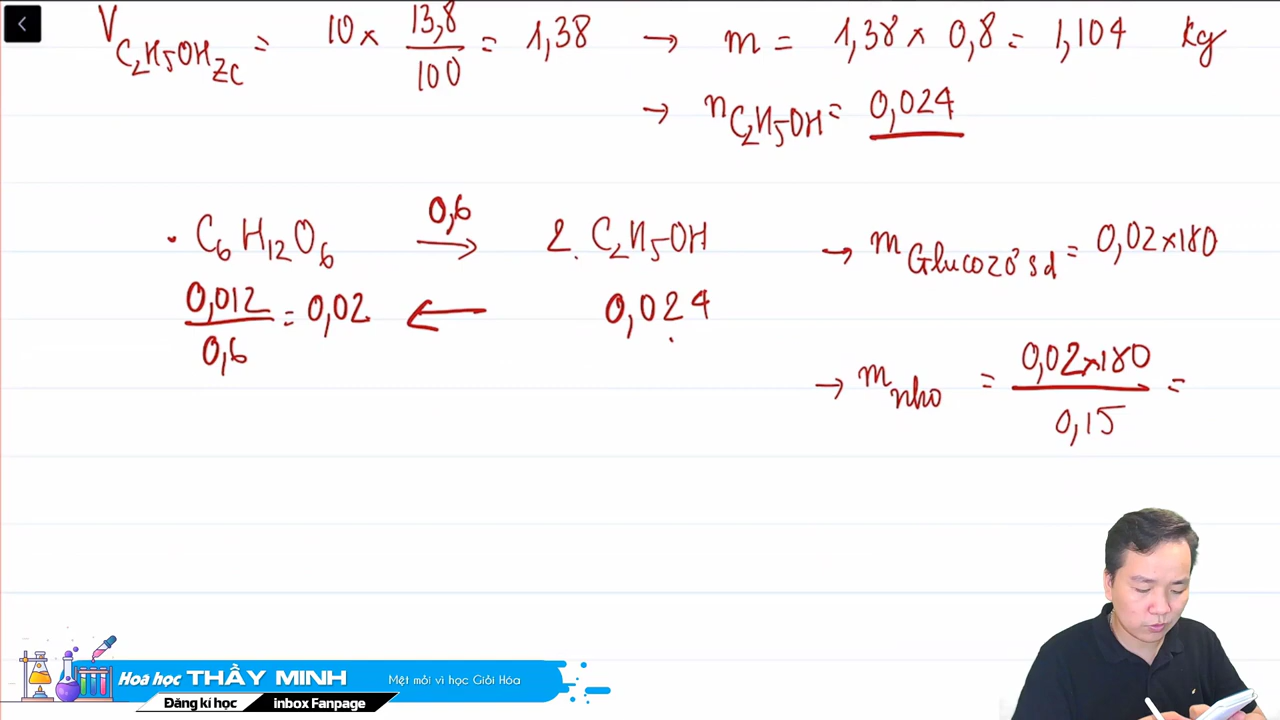 V C₂H₅OH ZC = 10 × 13,8/100 = 1,38 → m = 1,38 × 0,8 = 1,104 Kg
→ n C₂H₅OH = 0,024
• C₆H₁₂O₆ 0,6→ 2. C₂H₅OH → m Glucozơ sd = 0,02×180
0,012/0,6 = 0,02 ← 0,024
→ m nho = 0,02×180/0,15 =
Hoá học THẦY MINH
Mệt mỏi vì học Giỏi Hóa
Đăng kí học inbox Fanpage